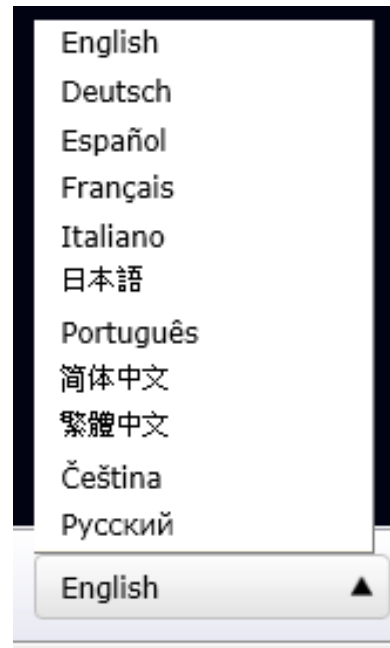 English
Deutsch
Español
Français
Italiano
日本語
Português
简体中文
繁體中文
Čeština
Русский
English